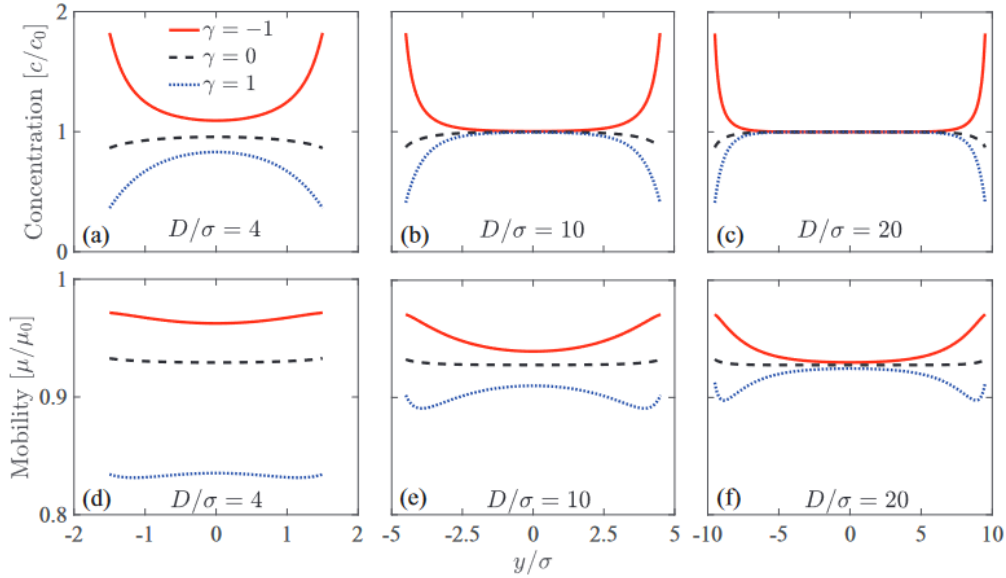 Concentration [c/c₀]
2
1
0
γ = −1
γ = 0
γ = 1
(a)
D/σ = 4
(b)
D/σ = 10
(c)
D/σ = 20
Mobility [μ/μ₀]
1
0.9
0.8
(d)
D/σ = 4
(e)
D/σ = 10
(f)
D/σ = 20
-2 -1 0 1 2
-5 -2.5 0 2.5 5
-10 -5 0 5 10
y/σ